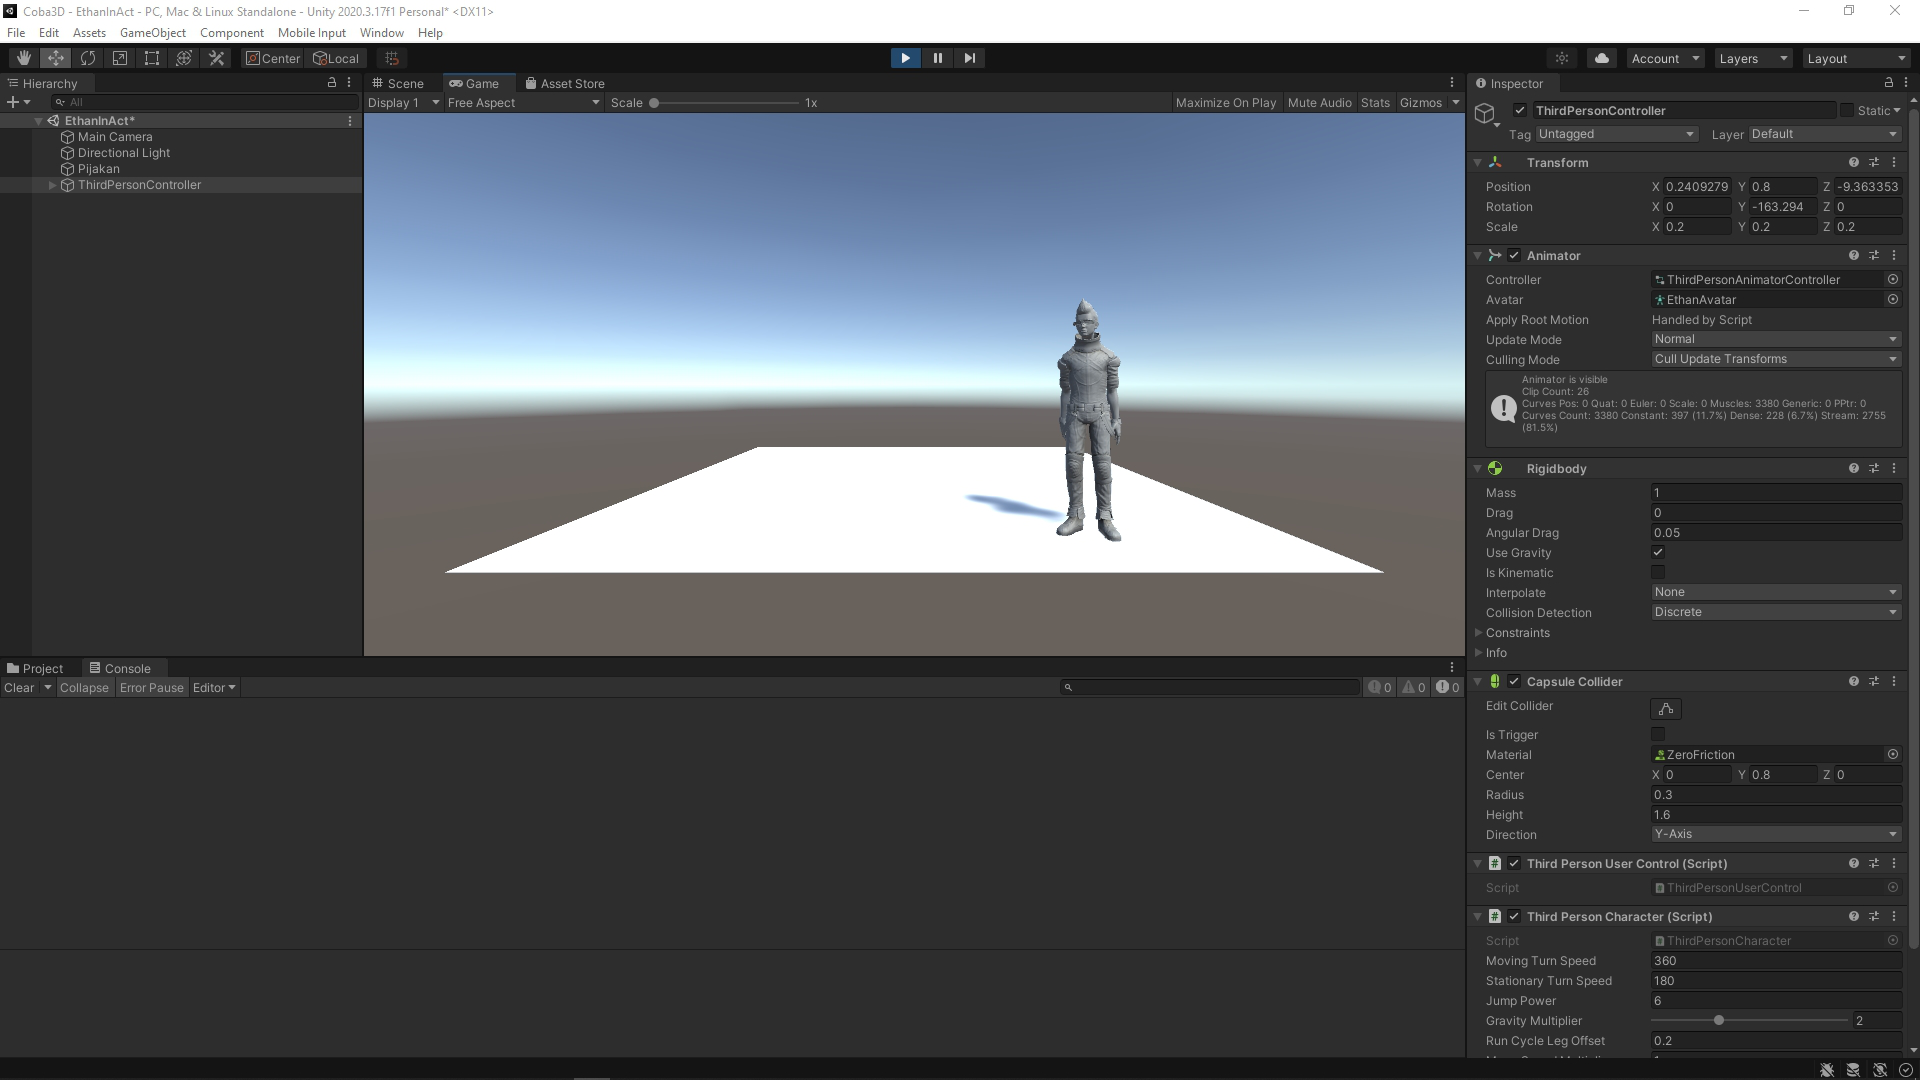 Coba3D - EthanInAct - PC, Mac & Linux Standalone - Unity 2020.3.17f1 Personal* <DX11>
File Edit Assets GameObject Component Mobile Input Window Help
Center Local Account Layers Layout
Hierarchy
All
EthanInAct*
Main Camera
Directional Light
Pijakan
ThirdPersonController
Scene Game Asset Store
Display 1 Free Aspect Scale 1x Maximize On Play Mute Audio Stats Gizmos
Project Console
Clear Collapse Error Pause Editor 0 0 0
Inspector
ThirdPersonController Static
Tag Untagged Layer Default
Transform
Position X 0.2409279 Y 0.8 Z -9.363353
Rotation X 0 Y -163.294 Z 0
Scale X 0.2 Y 0.2 Z 0.2
Animator
Controller ThirdPersonAnimatorController
Avatar EthanAvatar
Apply Root Motion Handled by Script
Update Mode Normal
Culling Mode Cull Update Transforms
Animator is visible
Clip Count: 26
Curves Pos: 0 Quat: 0 Euler: 0 Scale: 0 Muscles: 3380 Generic: 0 PPtr: 0
Curves Count: 3380 Constant: 397 (11.7%) Dense: 228 (6.7%) Stream: 2755
(81.5%)
Rigidbody
Mass 1
Drag 0
Angular Drag 0.05
Use Gravity
Is Kinematic
Interpolate None
Collision Detection Discrete
Constraints
Info
Capsule Collider
Edit Collider
Is Trigger
Material ZeroFriction
Center X 0 Y 0.8 Z 0
Radius 0.3
Height 1.6
Direction Y-Axis
Third Person User Control (Script)
Script ThirdPersonUserControl
Third Person Character (Script)
Script ThirdPersonCharacter
Moving Turn Speed 360
Stationary Turn Speed 180
Jump Power 6
Gravity Multiplier 2
Run Cycle Leg Offset 0.2